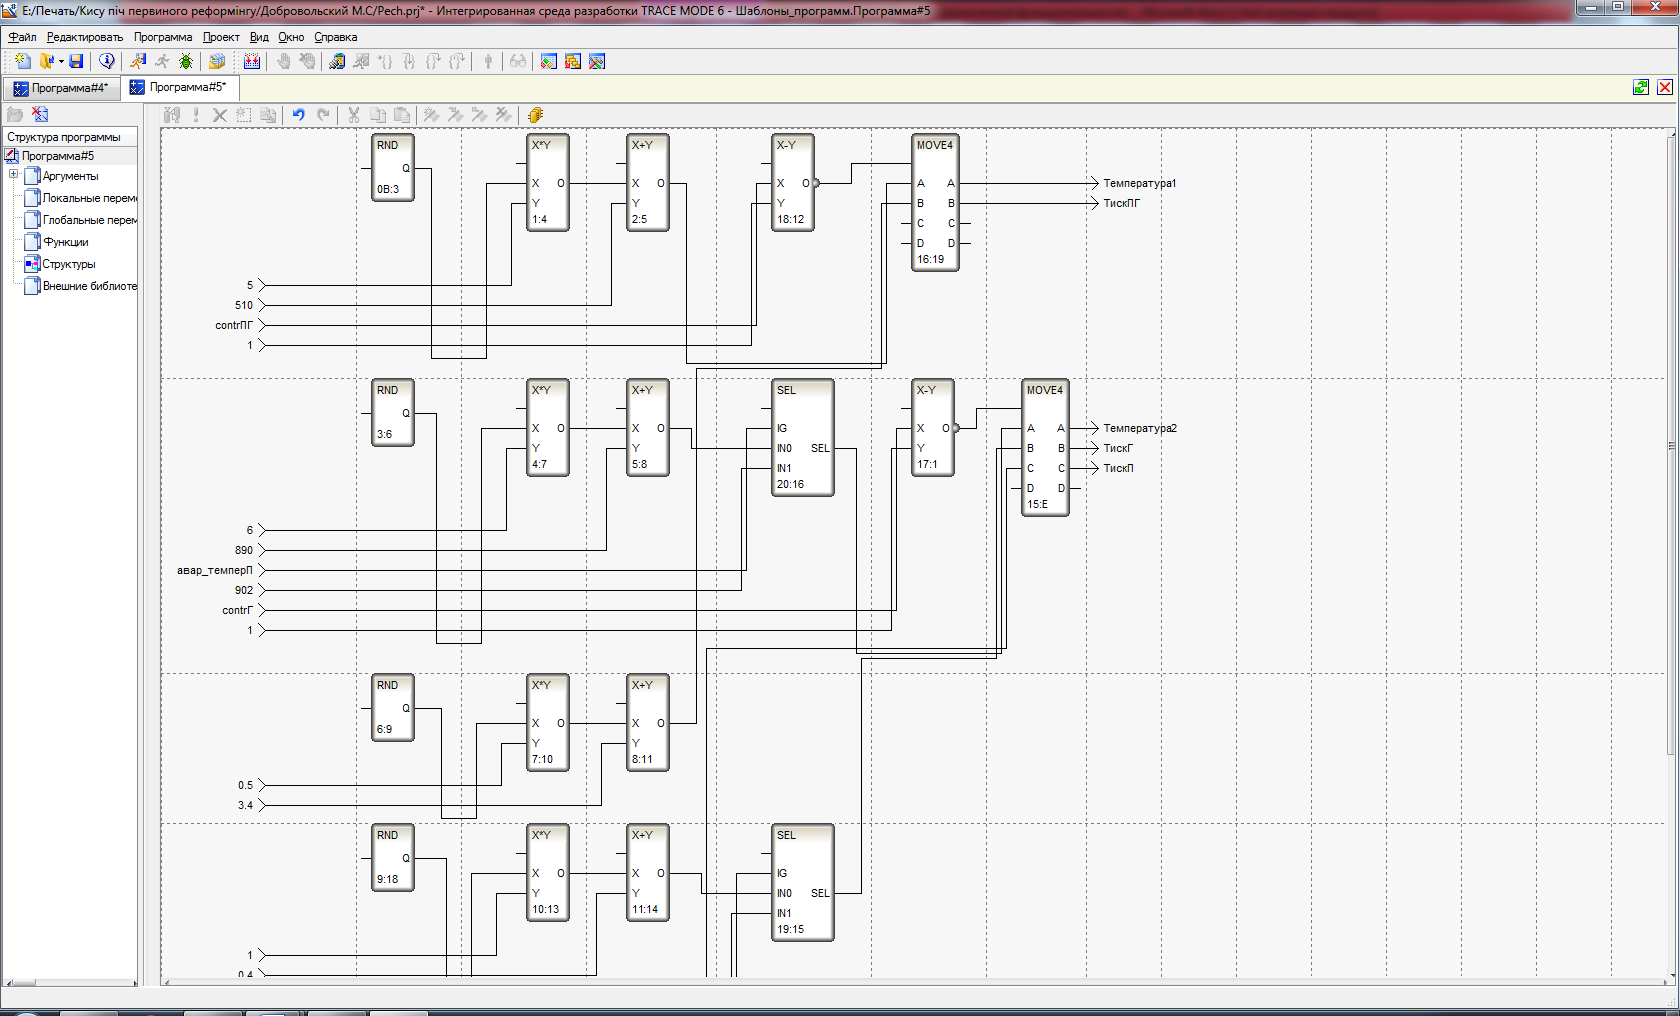 E:/Печать/Кису піч первиного реформінгу/Добровольский М.С/Pech.prj* - Интегрированная среда разработки TRACE MODE 6 - Шаблоны_программ.Программа#5
Файл Редактировать Программа Проект Вид Окно Справка
Программа#4* Программа#5*
Структура программы
Программа#5
Аргументы
Локальные перем
Глобальные перем
Функции
Структуры
Внешние библиоте
RND X*Y X+Y X-Y MOVE4
Q
X O X O X O A A Температура1
0B:3
Y Y Y B B ТискПГ
1:4 2:5 18:12 C C
D D
16:19
5
510
contrПГ
1
RND X*Y X+Y SEL X-Y MOVE4
Q
X O X O IG X O A A Температура2
3:6
Y Y IN0 SEL Y B B ТискГ
4:7 5:8 IN1 17:1 C C ТискП
20:16 D D
15:E
6
890
авар_темперП
902
contrГ
1
RND X*Y X+Y
Q
X O X O
6:9
Y Y
7:10 8:11
0.5
3.4
RND X*Y X+Y SEL
Q
X O X O IG
9:18
Y Y IN0 SEL
10:13 11:14 IN1
19:15
1
0.4